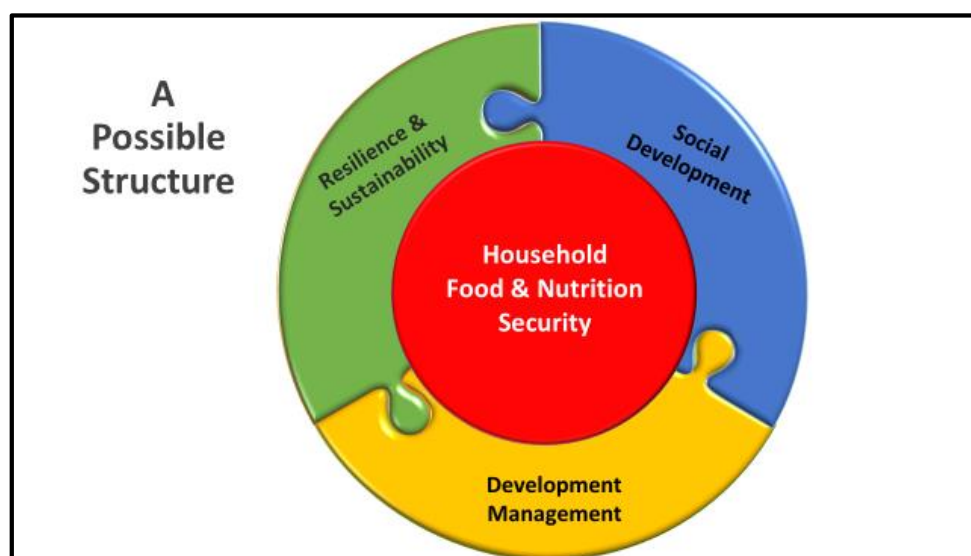 A
Possible
Structure
Resilience &
Sustainability
Social
Development
Household
Food & Nutrition
Security
Development
Management